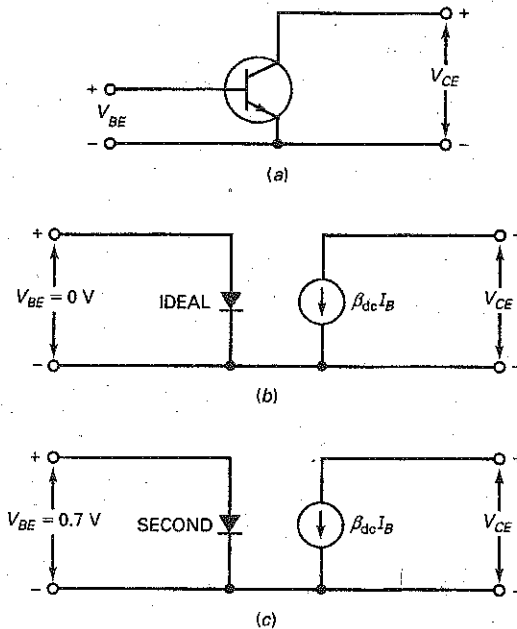 +
+
V_CE
V_BE
-
-
(a)
+
-
V_BE = 0 V
IDEAL
β_dc I_B
V_CE
-
-
(b)
+
-
V_BE = 0.7 V
SECOND
β_dc I_B
V_CE
-
-
(c)